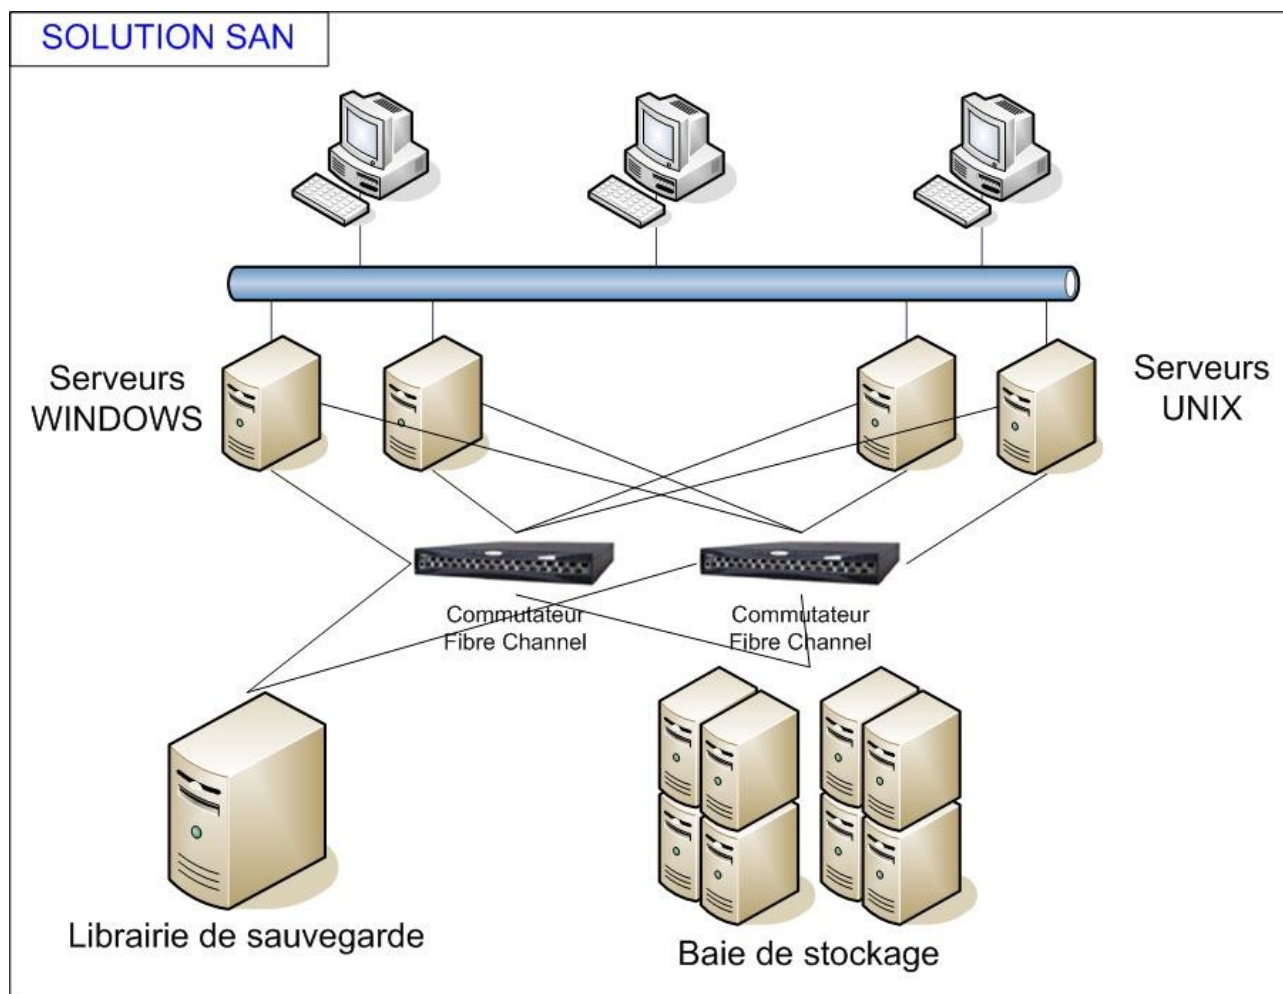 SOLUTION SAN
Serveurs
WINDOWS
Serveurs
UNIX
Commutateur
Fibre Channel
Commutateur
Fibre Channel
Librairie de sauvegarde
Baie de stockage